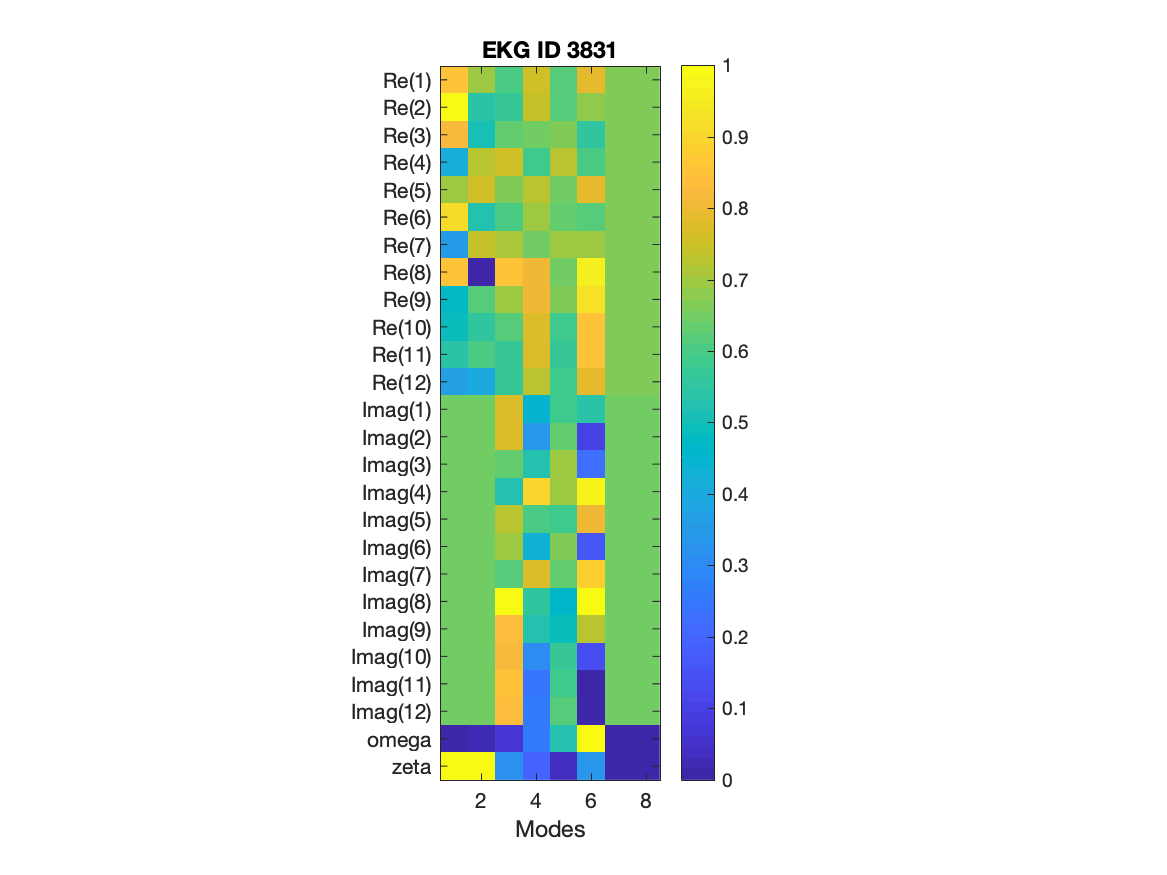 EKG ID 3831
Re(1)
Re(2)
Re(3)
Re(4)
Re(5)
Re(6)
Re(7)
Re(8)
Re(9)
Re(10)
Re(11)
Re(12)
Imag(1)
Imag(2)
Imag(3)
Imag(4)
Imag(5)
Imag(6)
Imag(7)
Imag(8)
Imag(9)
Imag(10)
Imag(11)
Imag(12)
omega
zeta
2 4 6 8
Modes
1
0.9
0.8
0.7
0.6
0.5
0.4
0.3
0.2
0.1
0